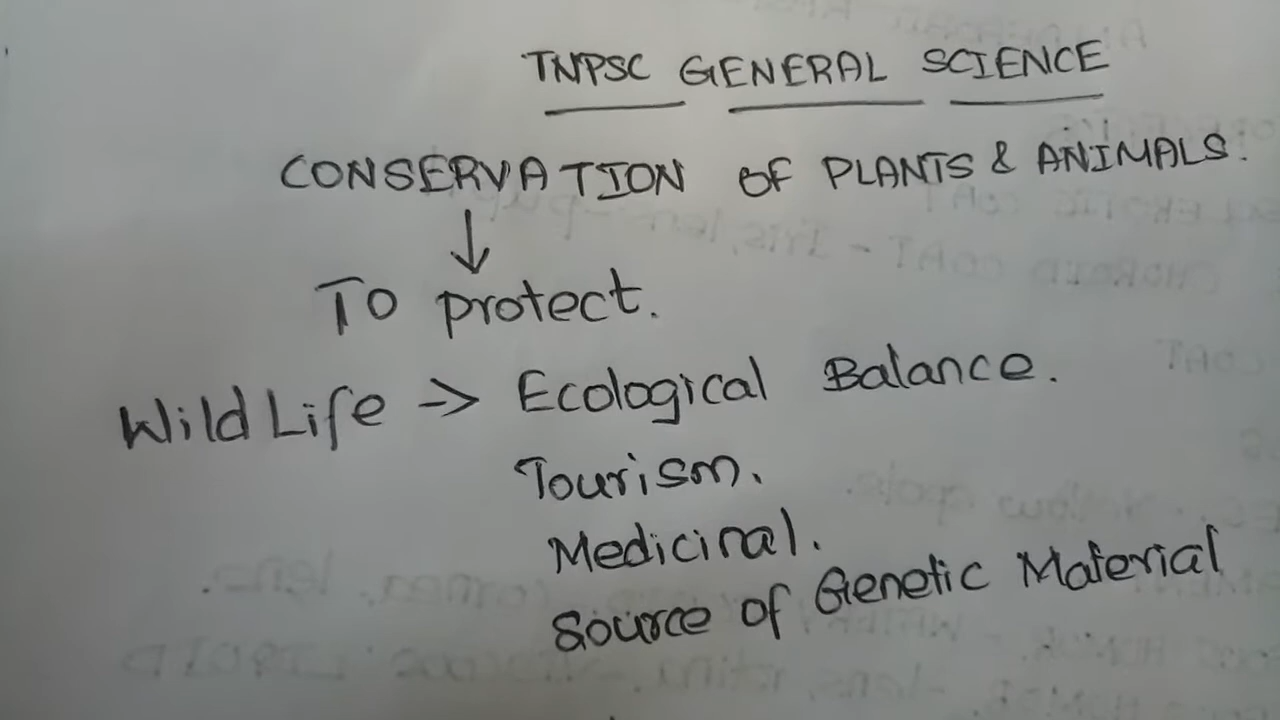 TNPSC GENERAL SCIENCE
CONSERVATION OF PLANTS & ANIMALS.
↓
To protect.
Wild Life -> Ecological Balance.
Tourism.
Medicinal.
Source of Genetic Material